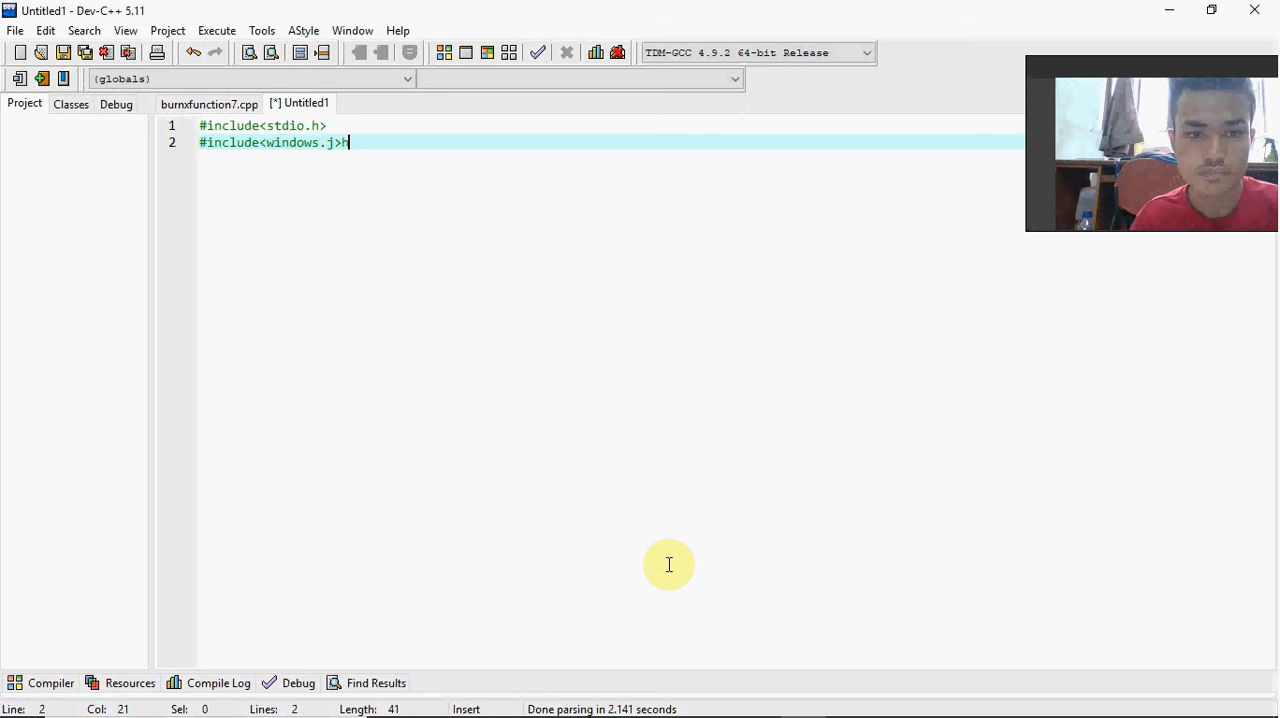 Untitled1 - Dev-C++ 5.11
File Edit Search View Project Execute Tools AStyle Window Help
TDM-GCC 4.9.2 64-bit Release
(globals)
Project Classes Debug burnxfunction7.cpp [*] Untitled1
1 #include<stdio.h>
2 #include<windows.j>h
Compiler Resources Compile Log Debug Find Results
Line: 2 Col: 21 Sel: 0 Lines: 2 Length: 41 Insert Done parsing in 2.141 seconds